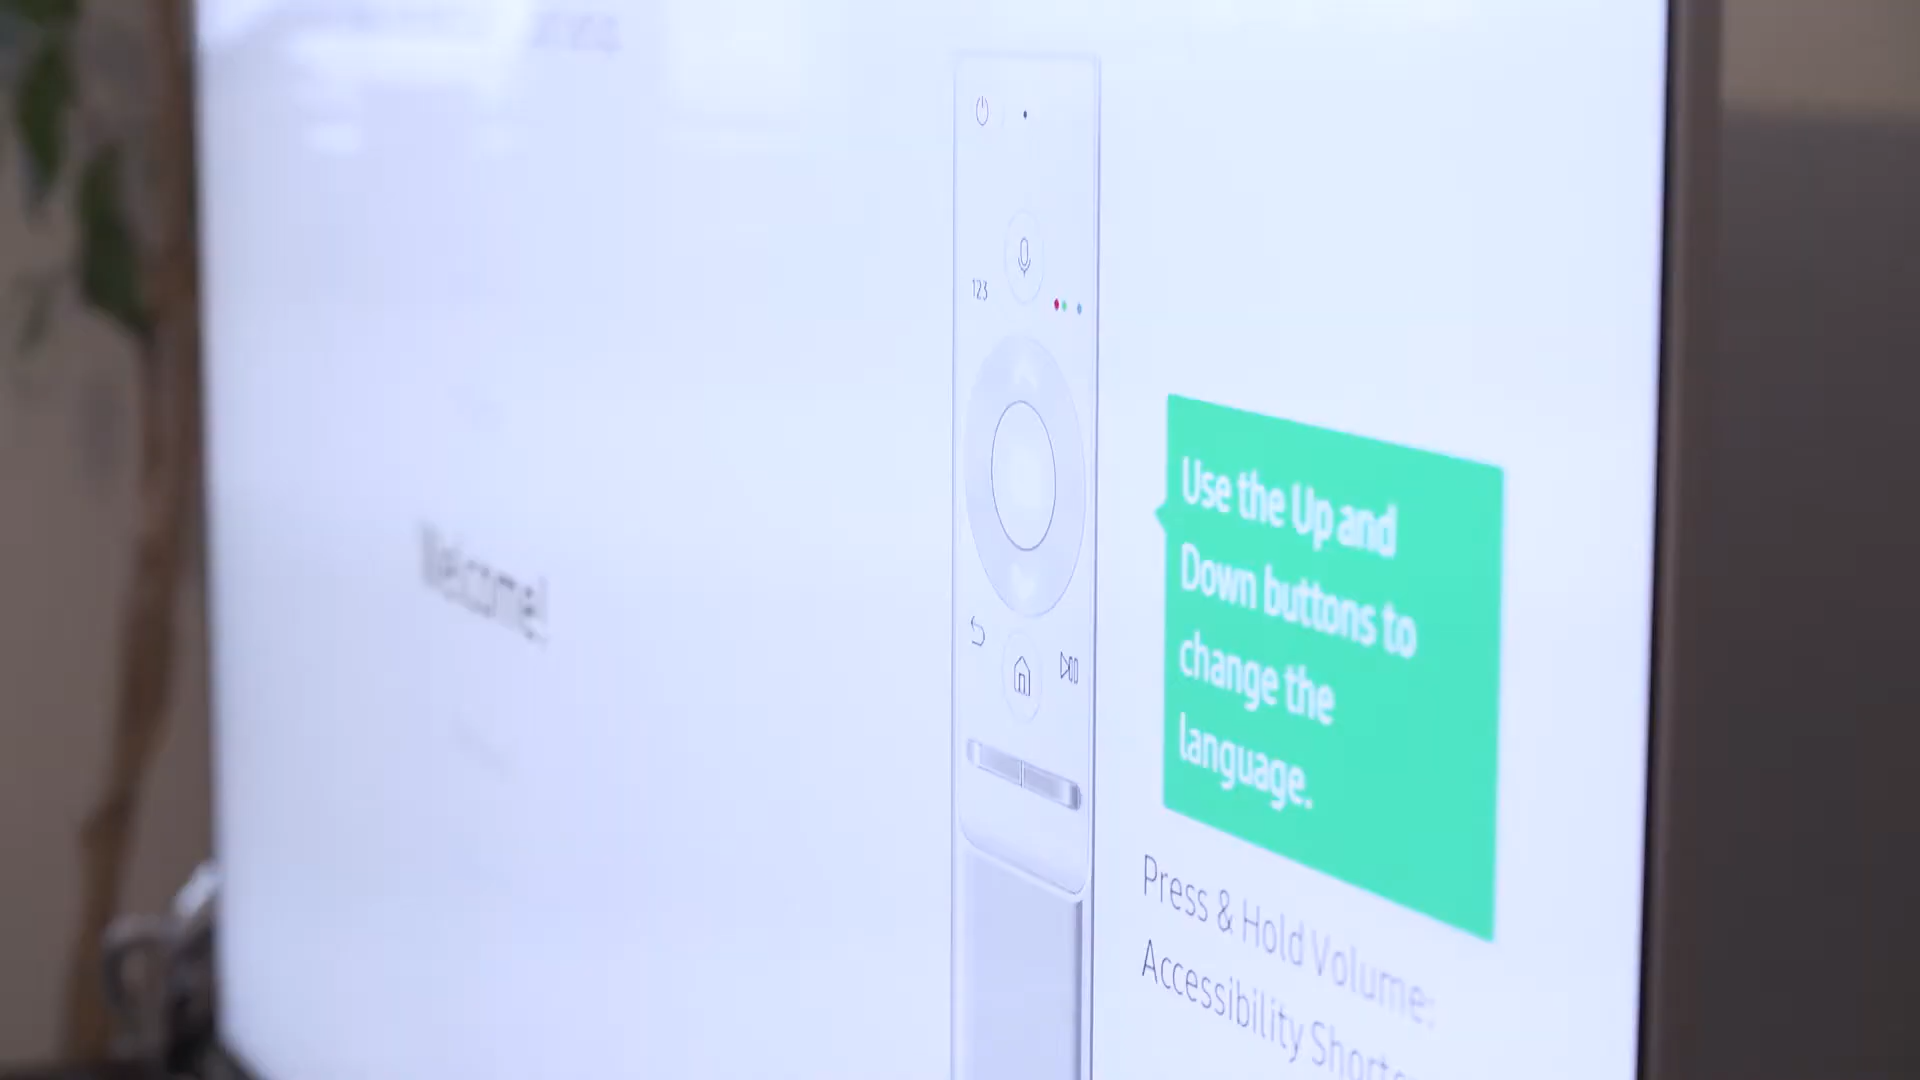 Welcome!
123
Use the Up and
Down buttons to
change the
language.
Press & Hold Volume:
Accessibility